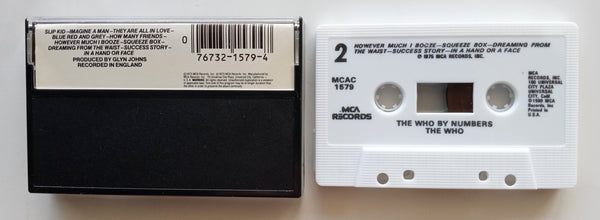 SLIP KID-IMAGINE A MAN-THEY ARE ALL IN LOVE-
BLUE RED AND GREY-HOW MANY FRIENDS-
HOWEVER MUCH I BOOZE-SQUEEZE BOX-
DREAMING FROM THE WAIST-SUCCESS STORY-
IN A HAND OR FACE
PRODUCED BY GLYN JOHNS
RECORDED IN ENGLAND
0
76732-1579-4
2
HOWEVER MUCH I BOOZE-SQUEEZE BOX-DREAMING FROM
THE WAIST-SUCCESS STORY-IN A HAND OR FACE
℗ 1975 MCA RECORDS, INC.
MCAC
1579
MCA
RECORDS
MCA
RECORDS, INC.
100 UNIVERSAL
CITY PLAZA
UNIVERSAL
CITY, Calif.
© 1980 MCA
Records, Inc.
Printed in
U.S.A.
THE WHO BY NUMBERS
THE WHO